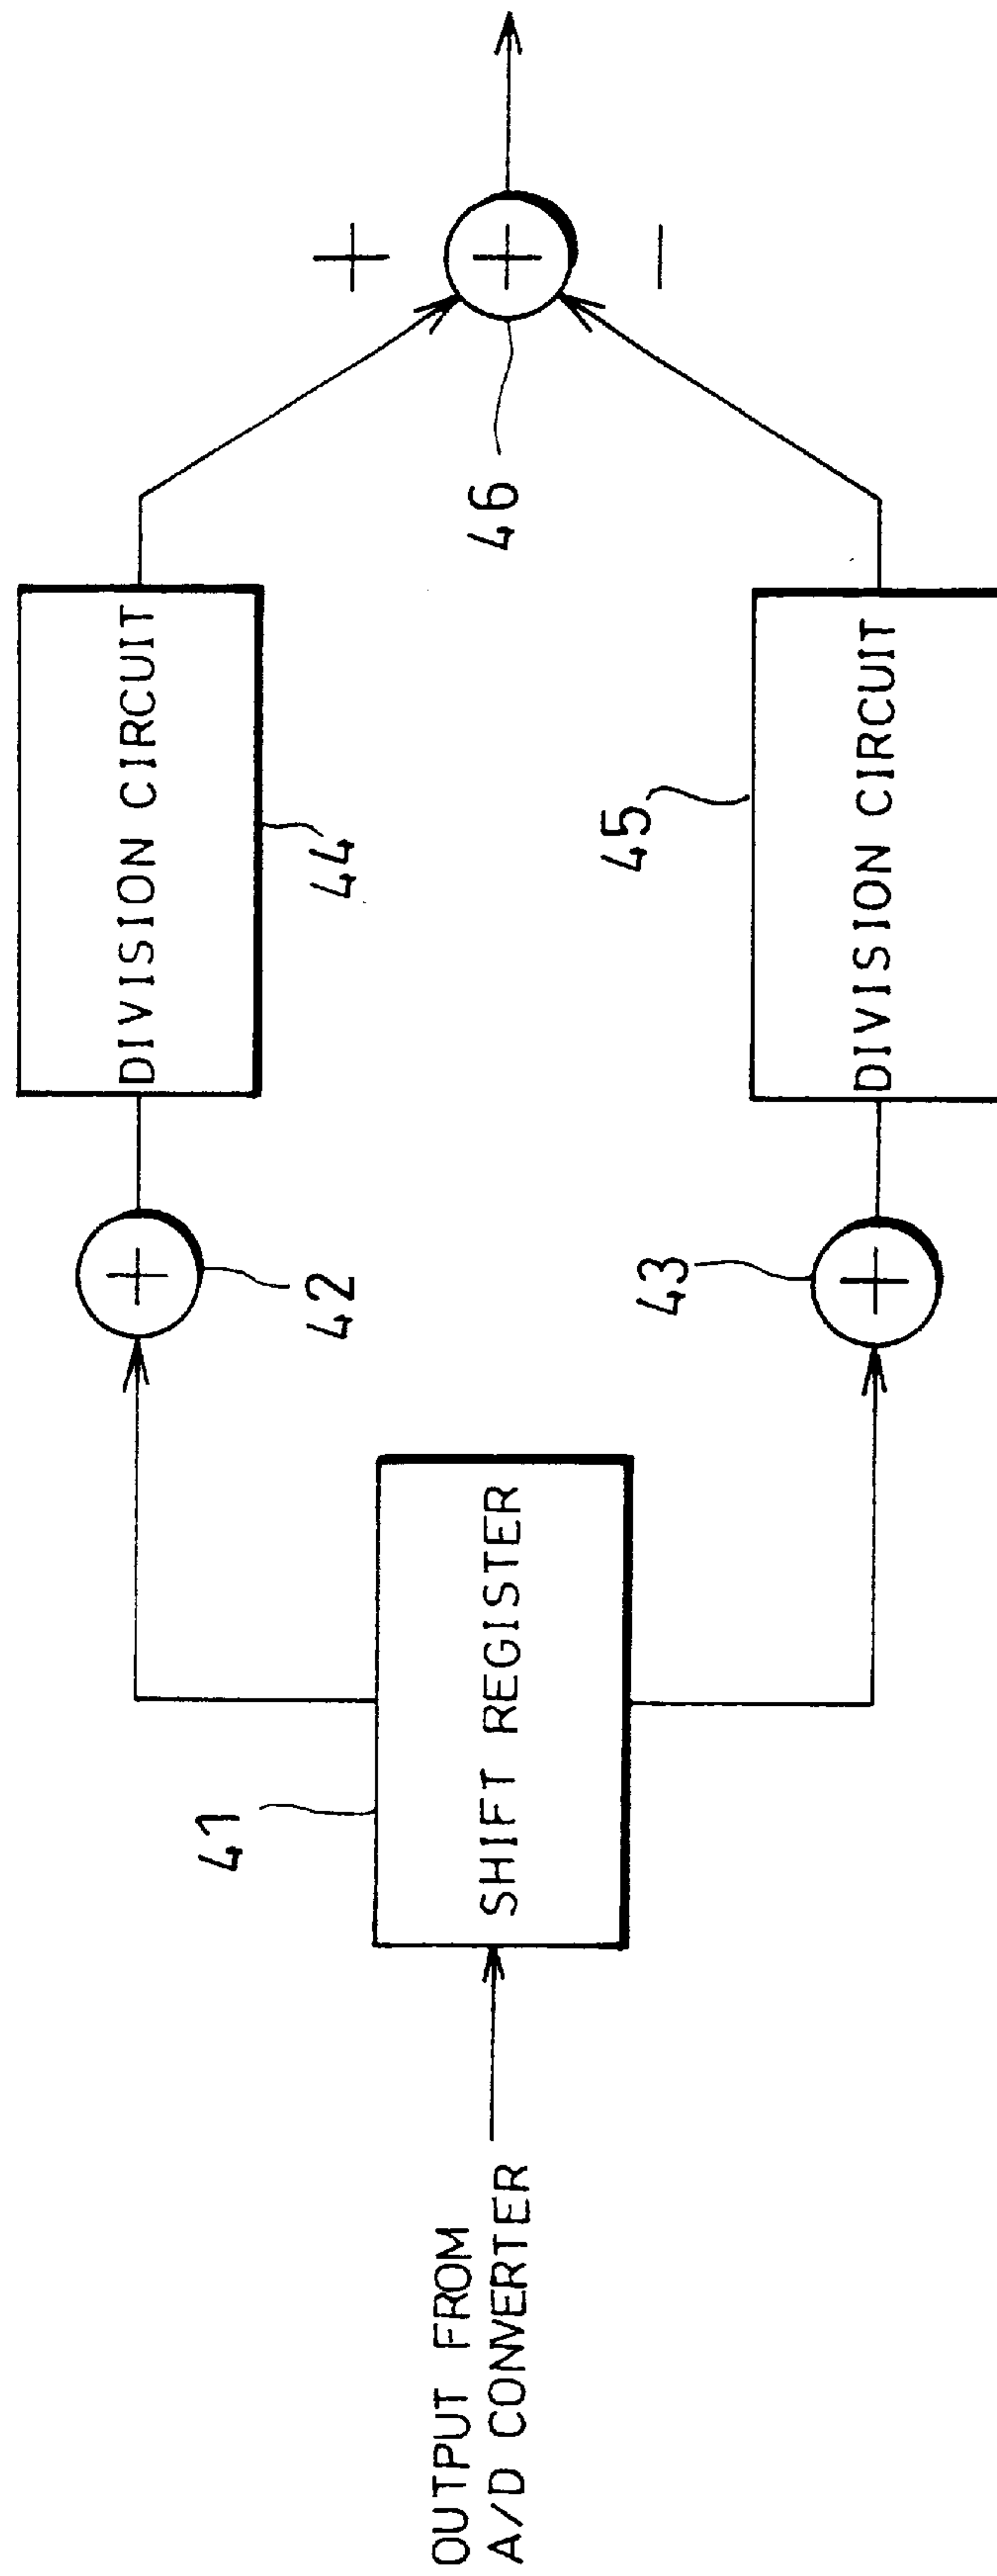 OUTPUT FROM
A/D CONVERTER
41
SHIFT REGISTER
42
43
DIVISION CIRCUIT
44
45
DIVISION CIRCUIT
46
+
+
+
+
−